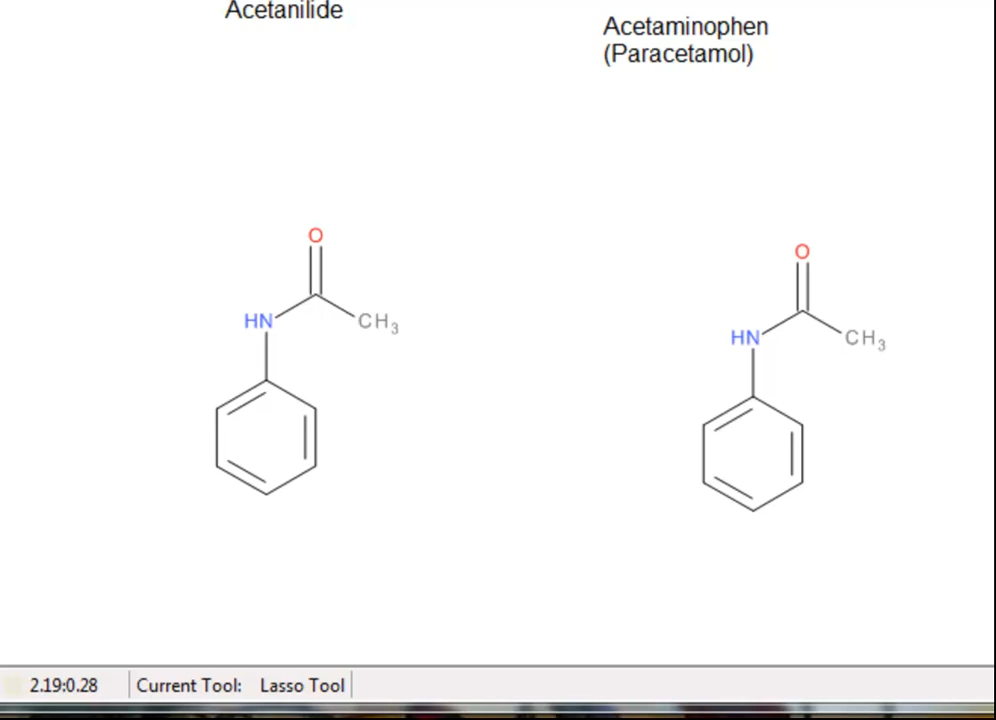 Acetanilide
Acetaminophen
(Paracetamol)
O
HN
CH3
O
HN
CH3
2.19:0.28 Current Tool: Lasso Tool